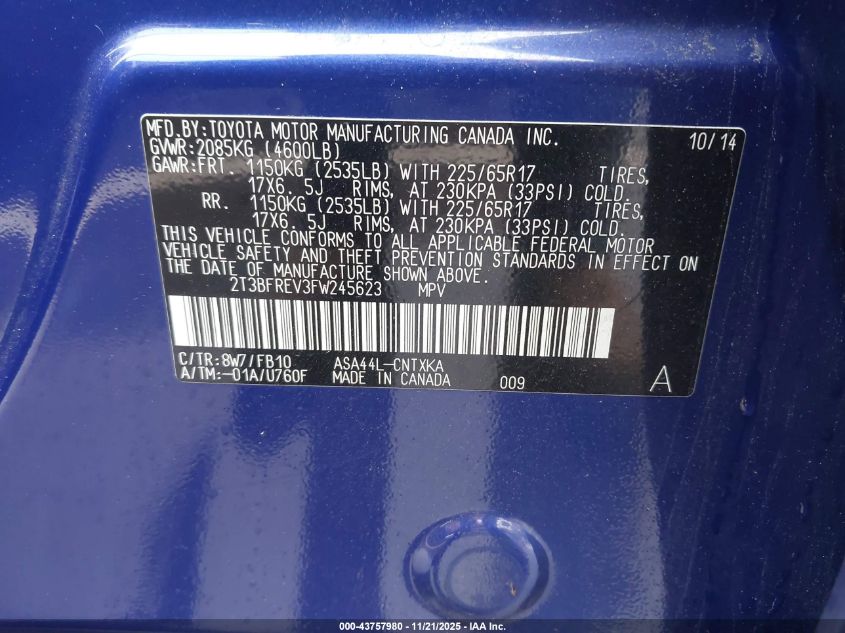 MFD.BY:TOYOTA MOTOR MANUFACTURING CANADA INC. 10/14
GVWR:2085KG (4600LB)
GAWR:FRT. 1150KG (2535LB) WITH 225/65R17 TIRES,
17X6.5J RIMS, AT 230KPA (33PSI) COLD.
RR. 1150KG (2535LB) WITH 225/65R17 TIRES,
17X6.5J RIMS, AT 230KPA (33PSI) COLD.
THIS VEHICLE CONFORMS TO ALL APPLICABLE FEDERAL MOTOR
VEHICLE SAFETY AND THEFT PREVENTION STANDARDS IN EFFECT ON
THE DATE OF MANUFACTURE SHOWN ABOVE.
2T3BFREV3FW245623 MPV
C/TR:8W7/FB10 ASA44L-CNTXKA
A/TM:-01A/U760F MADE IN CANADA 009 A
000-43757980 - 11/21/2025 - IAA Inc.